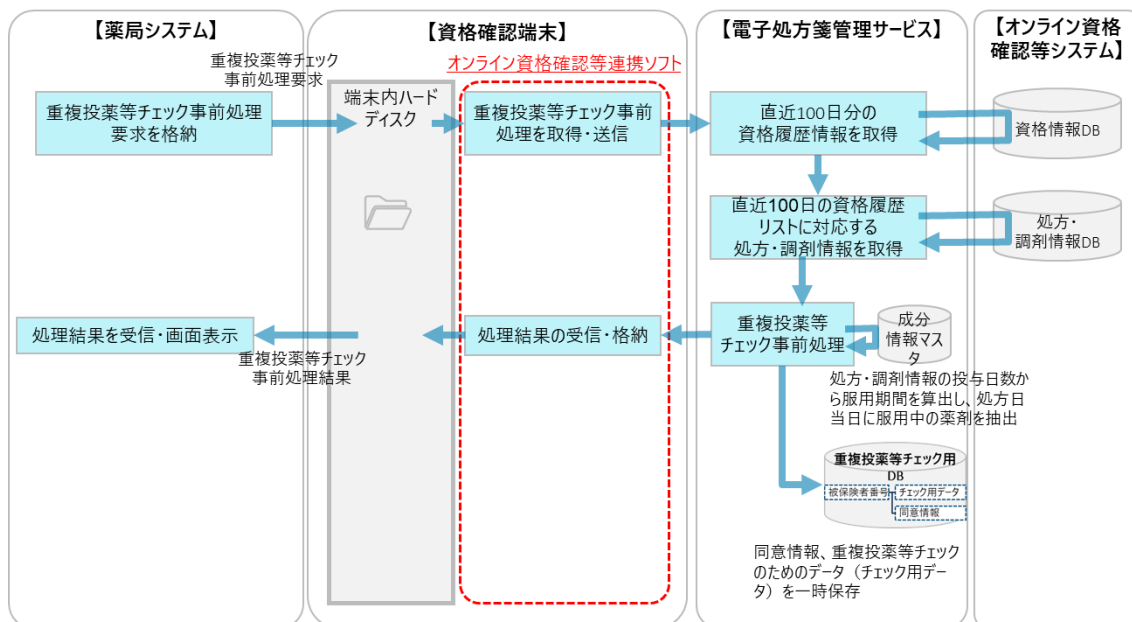 【薬局システム】
【資格確認端末】
【電子処方箋管理サービス】
【オンライン資格
確認等システム】
重複投薬等チェック
事前処理要求
オンライン資格確認等連携ソフト
重複投薬等チェック事前処理
要求を格納
端末内ハード
ディスク
重複投薬等チェック事前
処理を取得・送信
直近100日分の
資格履歴情報を取得
資格情報DB
直近100日の資格履歴
リストに対応する
処方・調剤情報を取得
処方・
調剤情報DB
処理結果を受信・画面表示
重複投薬等チェック
事前処理結果
処理結果の受信・格納
重複投薬等
チェック事前処理
成分
情報マス
タ
処方・調剤情報の投与日数か
ら服用期間を算出し、処方日
当日に服用中の薬剤を抽出
重複投薬等チェック用
DB
被保険者番号
チェック用データ
同意情報
同意情報、重複投薬等チェック
のためのデータ（チェック用デー
タ）を一時保存